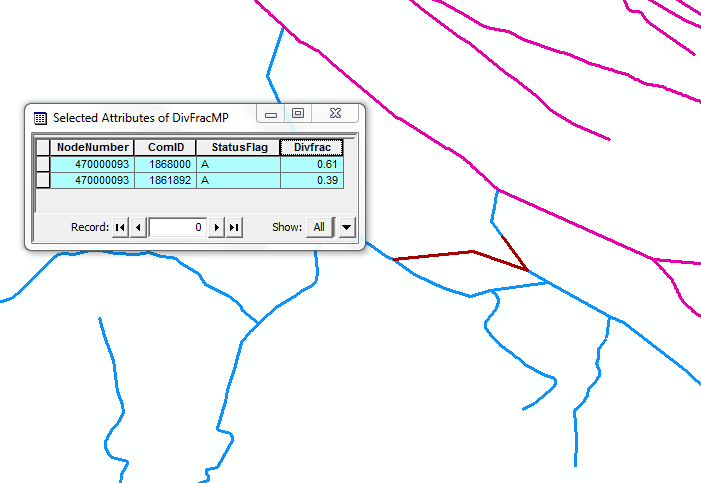 Selected Attributes of DivFracMP
NodeNumber ComID StatusFlag Divfrac
470000093 1868000 A 0.61
470000093 1861892 A 0.39
Record: 0 Show: All